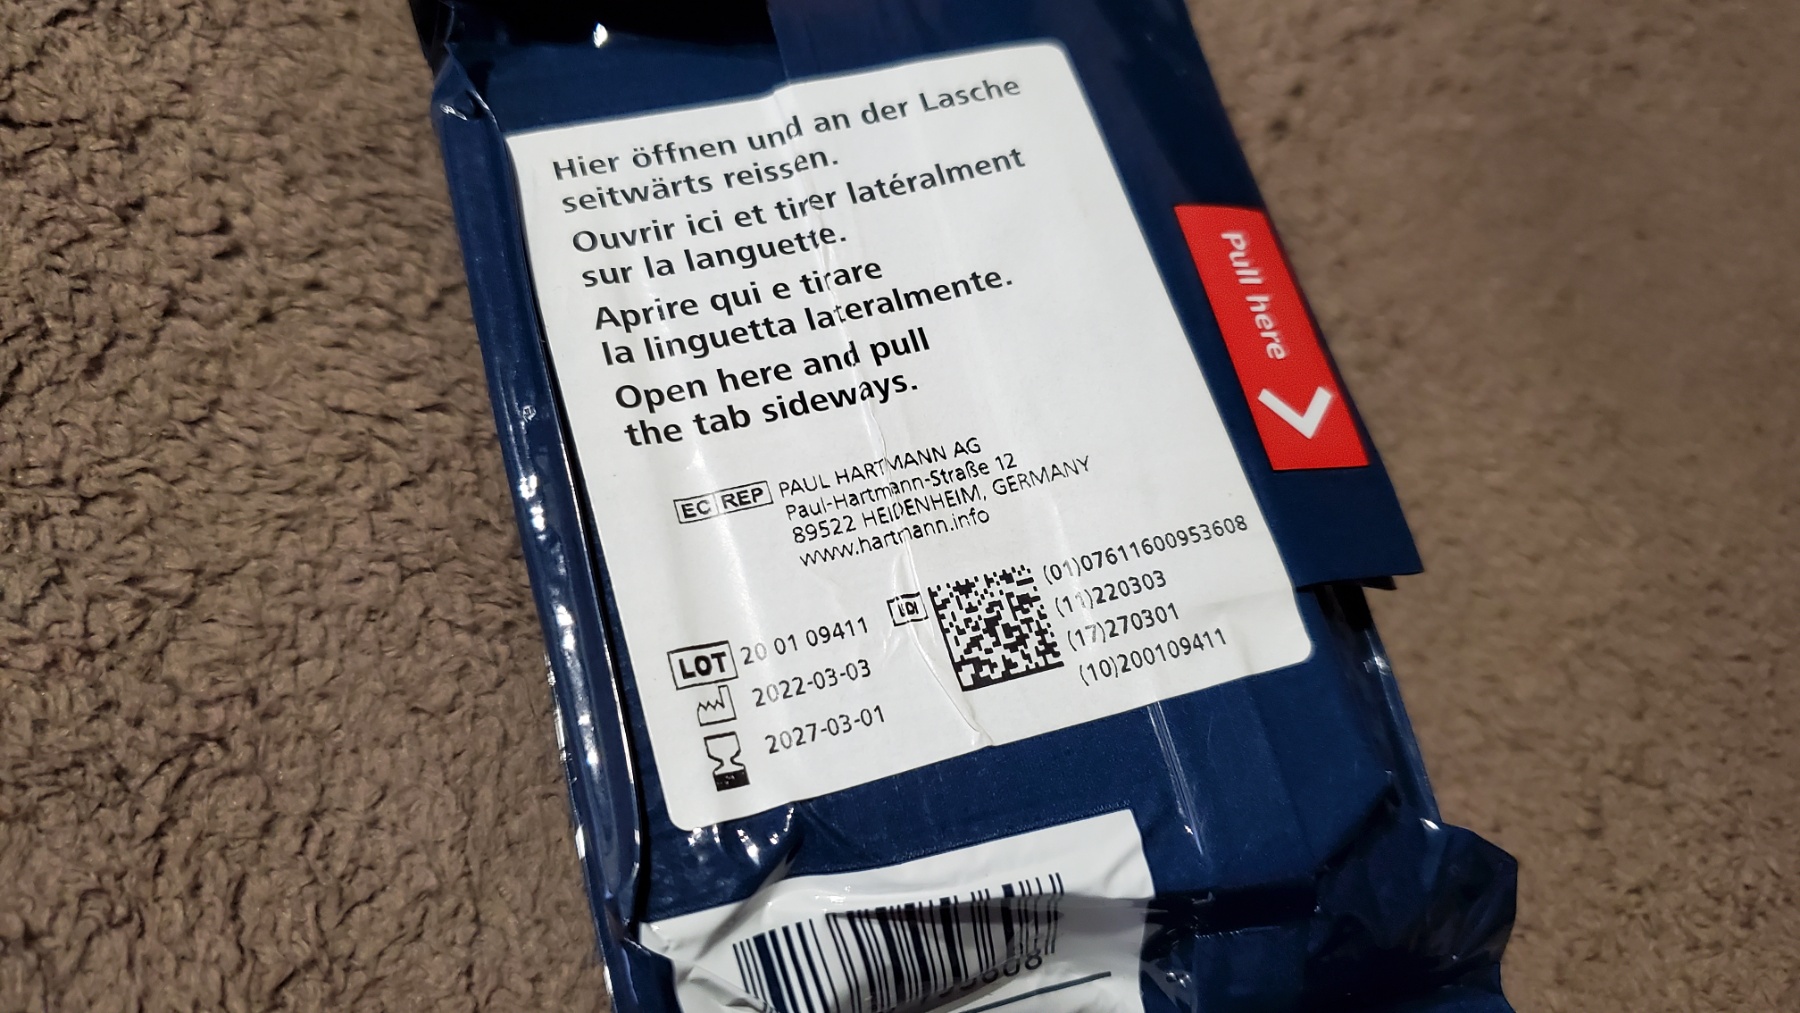 Hier öffnen und an der Lasche
seitwärts reissen.
Ouvrir ici et tirer latéralment
sur la languette.
Aprire qui e tirare
la linguetta lateralmente.
Open here and pull
the tab sideways.
EC REP PAUL HARTMANN AG
Paul-Hartmann-Straße 12
89522 HEIDENHEIM, GERMANY
www.hartmann.info
LOT 20 01 09411
2022-03-03
2027-03-01
UDI
(01)07611600953608
(11)220303
(17)270301
(10)200109411
Pull here